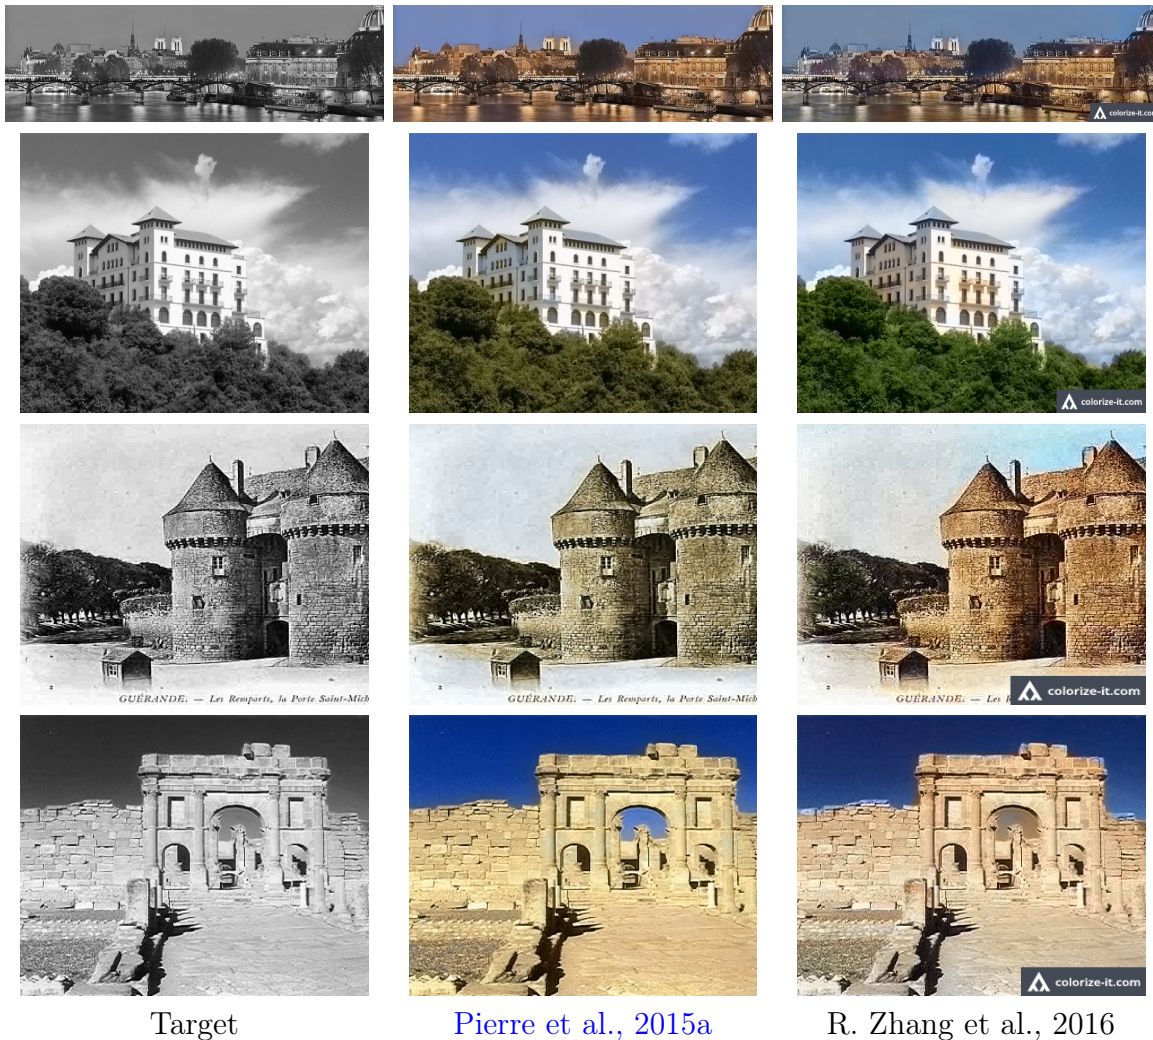 colorize-it.com
colorize-it.com
GUÉRANDE. — Les Remparts, la Porte Saint-Mich
GUÉRANDE. — Les Remparts, la Porte Saint-Mich
GUÉRANDE. — Les
colorize-it.com
colorize-it.com
Target
Pierre et al., 2015a
R. Zhang et al., 2016